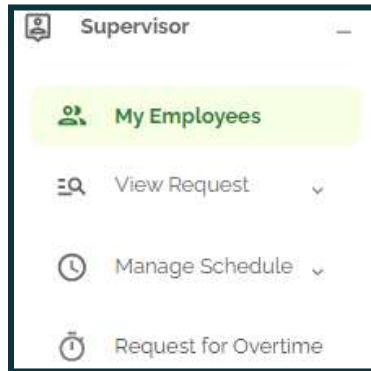 Supervisor
My Employees
View Request
Manage Schedule
Request for Overtime